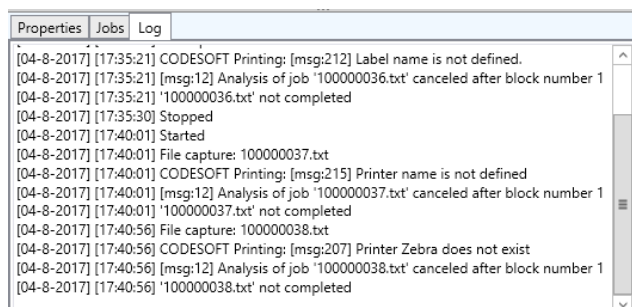 Properties Jobs Log
[04-8-2017] [17:35:21] CODESOFT Printing: [msg:212] Label name is not defined.
[04-8-2017] [17:35:21] [msg:12] Analysis of job '100000036.txt' canceled after block number 1
[04-8-2017] [17:35:21] '100000036.txt' not completed
[04-8-2017] [17:35:30] Stopped
[04-8-2017] [17:40:01] Started
[04-8-2017] [17:40:01] File capture: 100000037.txt
[04-8-2017] [17:40:01] CODESOFT Printing: [msg:215] Printer name is not defined
[04-8-2017] [17:40:01] [msg:12] Analysis of job '100000037.txt' canceled after block number 1
[04-8-2017] [17:40:01] '100000037.txt' not completed
[04-8-2017] [17:40:56] File capture: 100000038.txt
[04-8-2017] [17:40:56] CODESOFT Printing: [msg:207] Printer Zebra does not exist
[04-8-2017] [17:40:56] [msg:12] Analysis of job '100000038.txt' canceled after block number 1
[04-8-2017] [17:40:56] '100000038.txt' not completed